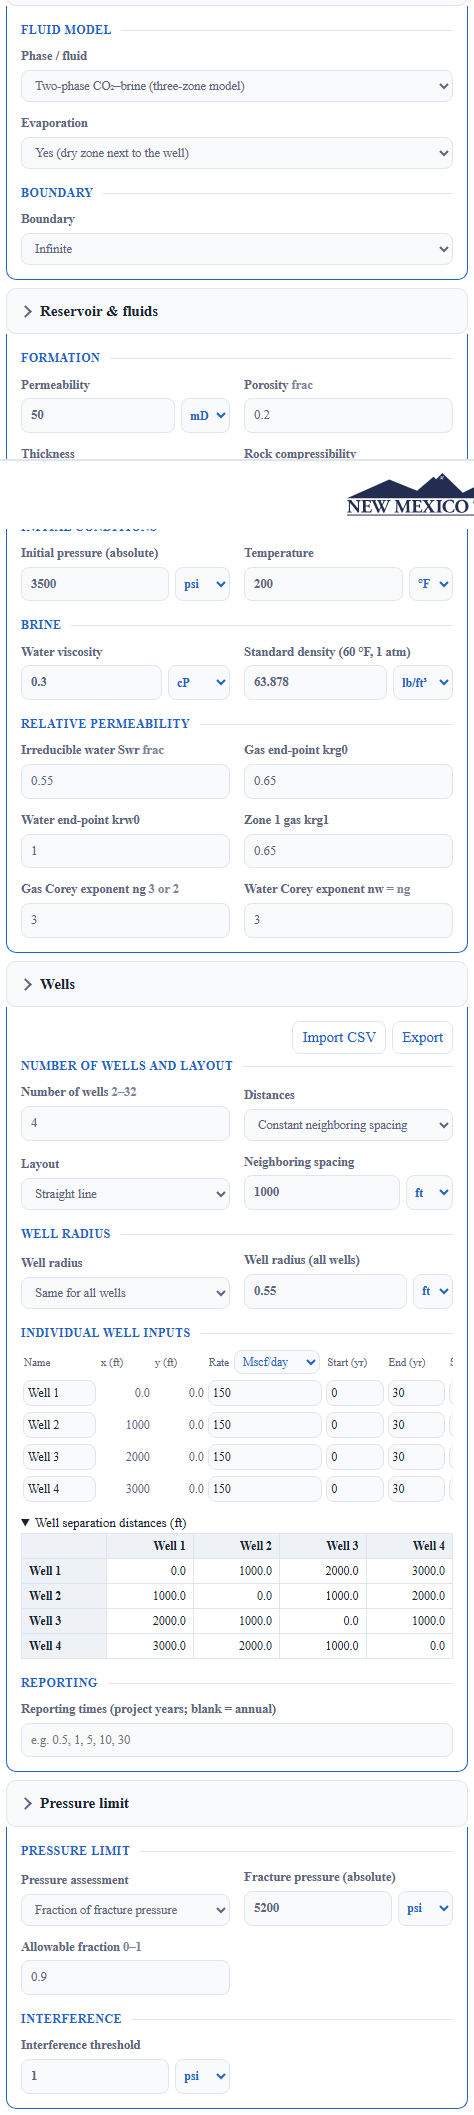 FLUID MODEL
Phase / fluid
Two-phase CO₂–brine (three-zone model)
Evaporation
Yes (dry zone next to the well)
BOUNDARY
Boundary
Infinite
Reservoir & fluids
FORMATION
Permeability Porosity frac
50 mD 0.2
Thickness Rock compressibility
NEW MEXICO
Initial pressure (absolute) Temperature
3500 psi 200 °F
BRINE
Water viscosity Standard density (60 °F, 1 atm)
0.3 cP 63.878 lb/ft³
RELATIVE PERMEABILITY
Irreducible water Swr frac Gas end-point krg0
0.55 0.65
Water end-point krw0 Zone 1 gas krg1
1 0.65
Gas Corey exponent ng 3 or 2 Water Corey exponent nw = ng
3 3
Wells
Import CSV Export
NUMBER OF WELLS AND LAYOUT
Number of wells 2–32 Distances
4 Constant neighboring spacing
Layout Neighboring spacing
Straight line 1000 ft
WELL RADIUS
Well radius Well radius (all wells)
Same for all wells 0.55 ft
INDIVIDUAL WELL INPUTS
Name x (ft) y (ft) Rate Mscf/day Start (yr) End (yr)
Well 1 0.0 0.0 150 0 30
Well 2 1000 0.0 150 0 30
Well 3 2000 0.0 150 0 30
Well 4 3000 0.0 150 0 30
Well separation distances (ft)
Well 1 Well 2 Well 3 Well 4
Well 1 0.0 1000.0 2000.0 3000.0
Well 2 1000.0 0.0 1000.0 2000.0
Well 3 2000.0 1000.0 0.0 1000.0
Well 4 3000.0 2000.0 1000.0 0.0
REPORTING
Reporting times (project years; blank = annual)
e.g. 0.5, 1, 5, 10, 30
Pressure limit
PRESSURE LIMIT
Pressure assessment Fracture pressure (absolute)
Fraction of fracture pressure 5200 psi
Allowable fraction 0–1
0.9
INTERFERENCE
Interference threshold
1 psi